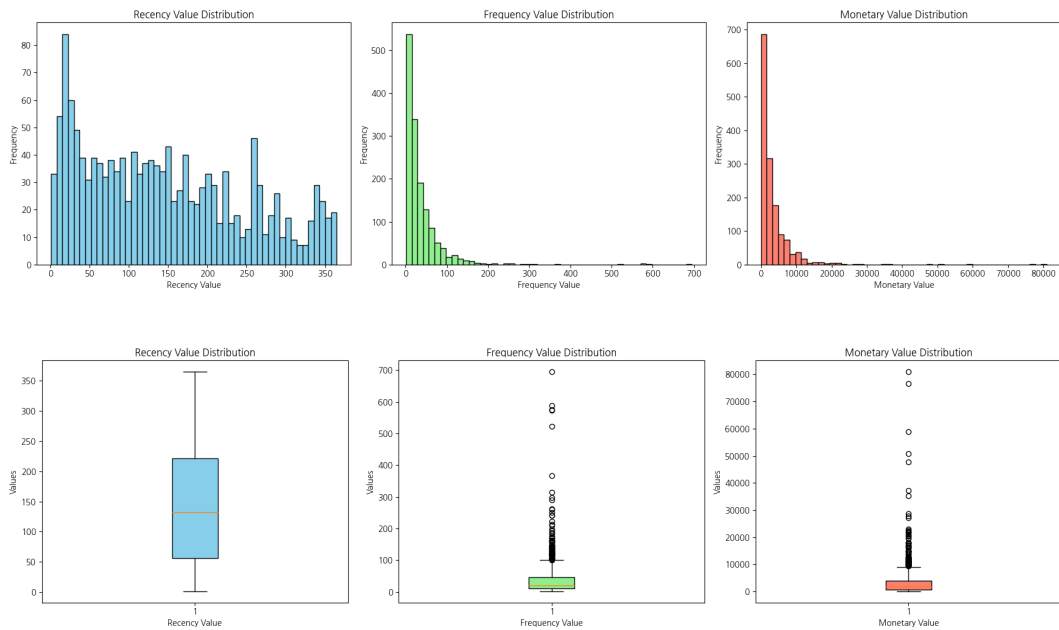 Recency Value Distribution
80
70
60
50
40
30
20
10
0
Frequency
0 50 100 150 200 250 300 350
Recency Value
Frequency Value Distribution
500
400
300
200
100
0
Frequency
0 100 200 300 400 500 600 700
Frequency Value
Monetary Value Distribution
700
600
500
400
300
200
100
0
Frequency
0 10000 20000 30000 40000 50000 60000 70000 80000
Monetary Value
Recency Value Distribution
350
300
250
200
150
100
50
0
Values
1
Recency Value
Frequency Value Distribution
700
600
500
400
300
200
100
0
Values
1
Frequency Value
Monetary Value Distribution
80000
70000
60000
50000
40000
30000
20000
10000
0
Values
1
Monetary Value